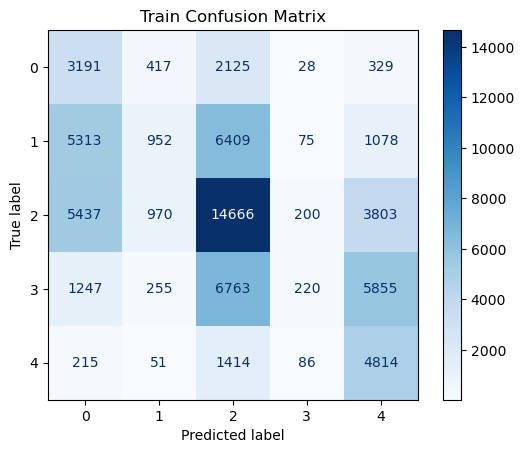 Train Confusion Matrix
0 3191 417 2125 28 329
1 5313 952 6409 75 1078
2 5437 970 14666 200 3803
3 1247 255 6763 220 5855
4 215 51 1414 86 4814
0 1 2 3 4
Predicted label
True label
14000
12000
10000
8000
6000
4000
2000